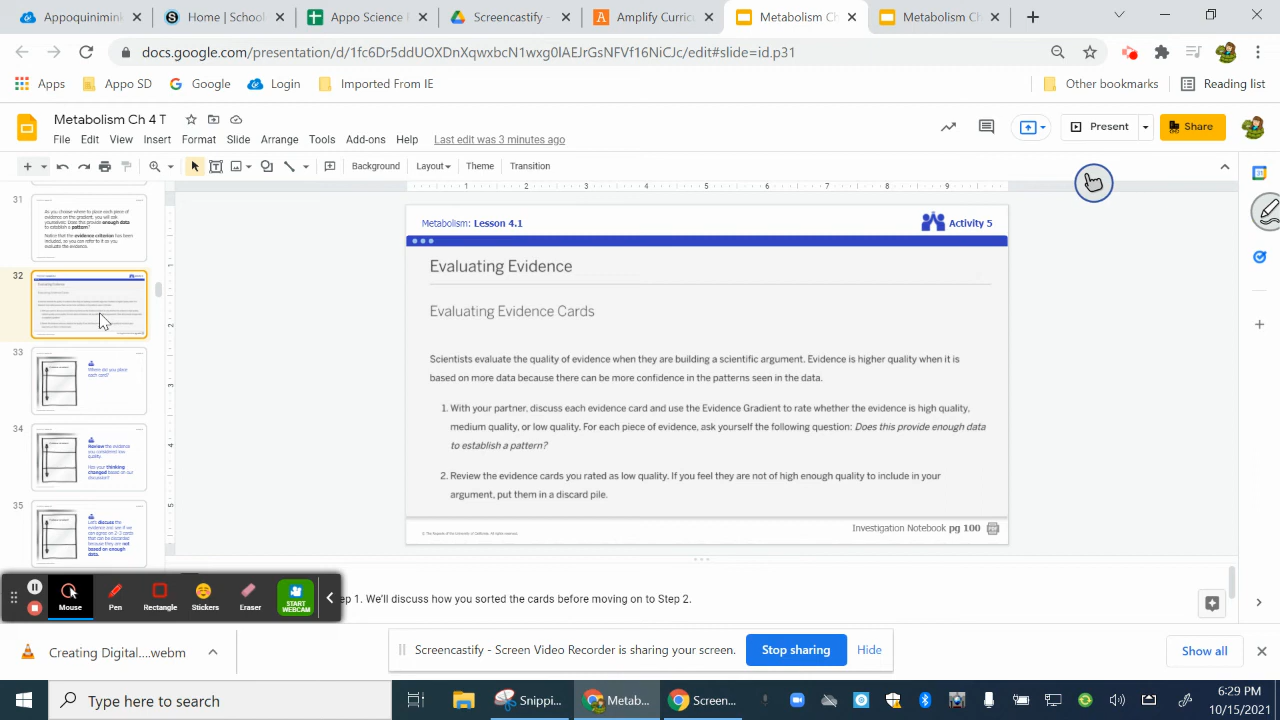 Appoquinimink D
Home - School
Appo Science
Screencastify -
Amplify Curricu
Metabolism Ch
Metabolism Ch
docs.google.com/presentation/d/1fc6Dr5ddUOXDnXqwxbcN1wxg0lAEJrGsNFVf16NiCJc/edit#slide=id.p31
Apps
Appo SD
Google
Login
Imported From IE
Other bookmarks
Reading list
Metabolism Ch 4 T
File Edit View Insert Format Slide Arrange Tools Add-ons Help Last edit was 3 minutes ago
Present
Share
Background Layout Theme Transition
31
As you choose where to place each piece of
evidence on the gradient, you will ask
yourselves: Does this provide enough data
to establish a pattern?
Notice that the evidence criterion has
been included, so you can refer to it as you
evaluate the evidence.
32
33
Where did you place
each card?
34
Review the evidence
you considered low
quality.
Has your thinking
changed based on our
discussion?
35
Let's discuss the
evidence and see if we
can agree on 2-3 cards
that can be discarded
because they are not
based on enough
data.
Metabolism: Lesson 4.1
Activity 5
Evaluating Evidence
Evaluating Evidence Cards
Scientists evaluate the quality of evidence when they are building a scientific argument. Evidence is higher quality when it is
based on more data because there can be more confidence in the patterns seen in the data.
1. With your partner, discuss each evidence card and use the Evidence Gradient to rate whether the evidence is high quality,
medium quality, or low quality. For each piece of evidence, ask yourself the following question: Does this provide enough data
to establish a pattern?
2. Review the evidence cards you rated as low quality. If you feel they are not of high enough quality to include in your
argument, put them in a discard pile.
Investigation Notebook pg 100
© The Regents of the University of California. All rights reserved.
ep 1. We'll discuss how you sorted the cards before moving on to Step 2.
Mouse
Pen
Rectangle
Stickers
Eraser
START
WEBCAM
Creating Digital....webm
Screencastify - Screen Video Recorder is sharing your screen.
Stop sharing
Hide
Show all
Type here to search
Snippi...
Metab...
Screen...
6:29 PM
10/15/2021